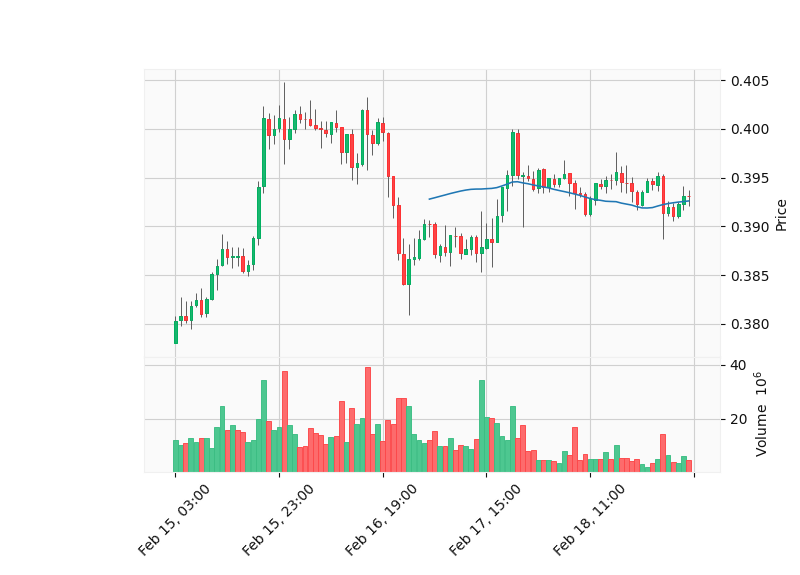 0.405
0.400
0.395
0.390
0.385
0.380
Price
40
20
Volume 10^6
Feb 15, 03:00
Feb 15, 23:00
Feb 16, 19:00
Feb 17, 15:00
Feb 18, 11:00